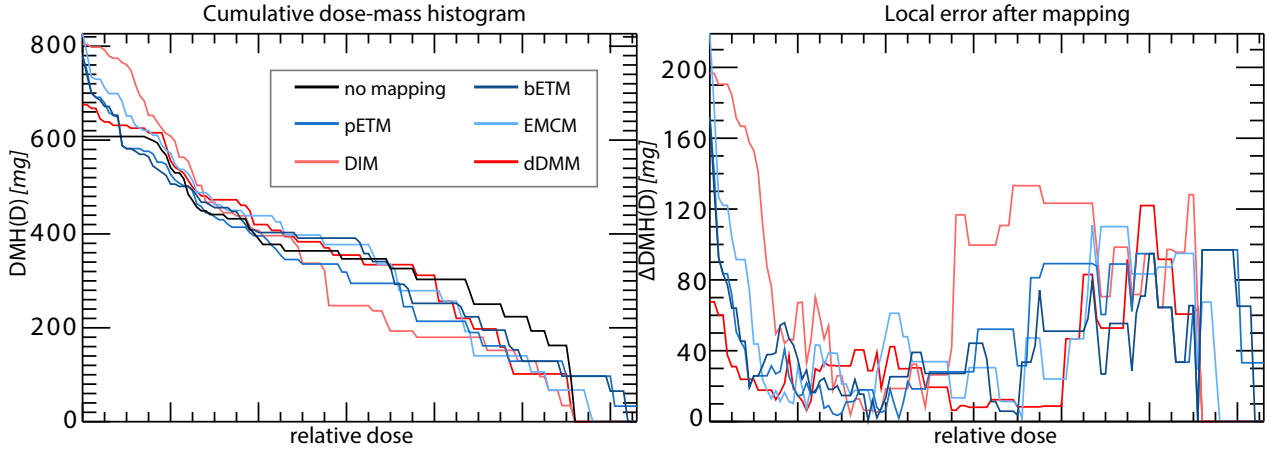 Cumulative dose-mass histogram
DMH(D) [mg]
800
600
400
200
0
no mapping
bETM
pETM
EMCM
DIM
dDMM
relative dose
Local error after mapping
ΔDMH(D) [mg]
200
160
120
80
40
0
relative dose